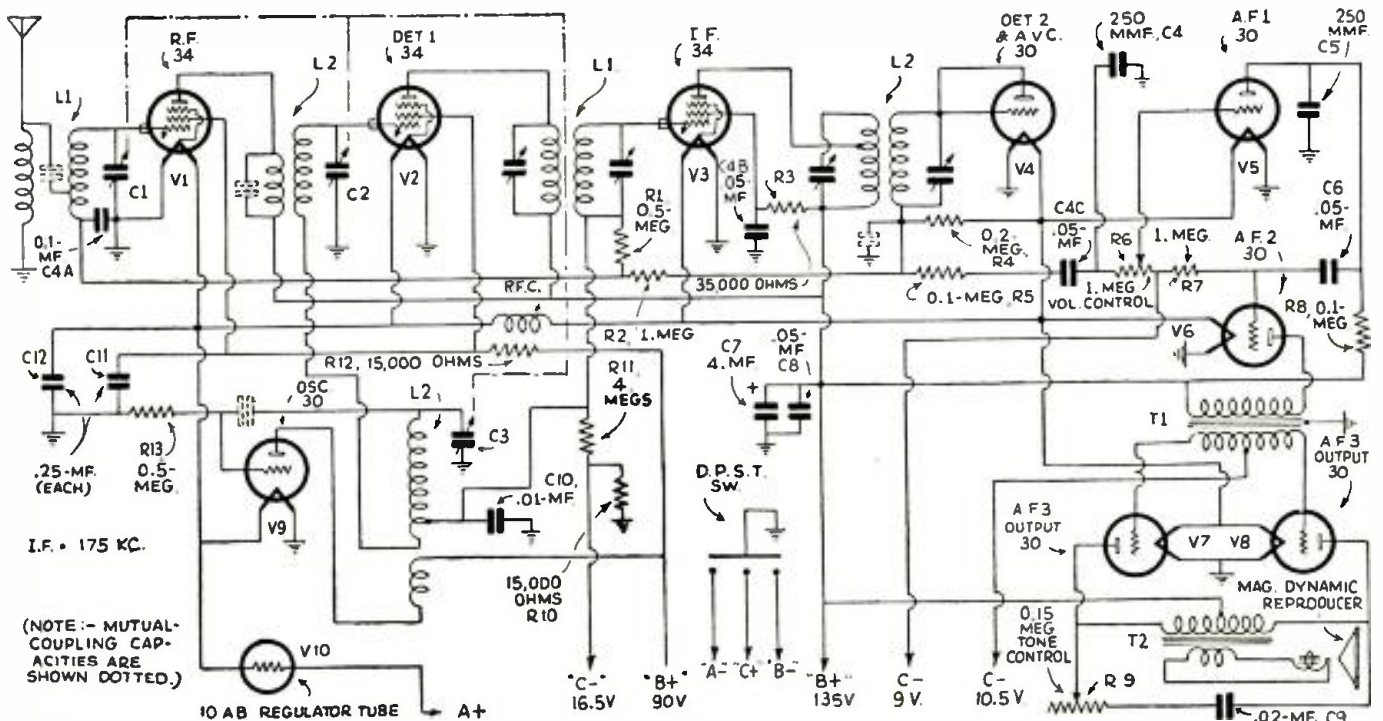 R.F.
34
L1
C1
V1
0.1-
MF
C4A
L2
DET 1
34
C2
V2
I F.
34
L1.
V3
R1
0.5-
MEG
C4B
.05
MF
R3
L2
DET 2
& AVC.
30
V4
250
MMF., C4
A.F1
30
250
MMF.
C5
V5
C4C
.05-
MF
0.2-
MEG.
R4
R6
1. MEG.
A.F.2
30
C6
.05-
MF
35,000 OHMS
0.1-MEG, R5
1. MEG
VOL. CONTROL
R7
R8, 0.1-
MEG
R.F.C.
R2, 1. MEG
V6
C12
C11
R12, 15,000 OHMS
R11
4
MEGS
C7
4. MF.
+
.05-
MF
C8
OSC
30
L2
C3
T1
.25-MF.
(EACH)
R13
0.5-
MEG.
V9
C10,
.01-MF.
D.P.S.T.
SW.
A F3
OUTPUT
30
A F3
OUTPUT
30
V7
V8
I.F. = 175 KC.
15,000
OHMS
R10
MAG. DYNAMIC
REPRODUCER
(NOTE:- MUTUAL-
COUPLING CAP-
ACITIES ARE
SHOWN DOTTED.)
V10
0.15
MEG
TONE
CONTROL
T2
"C-"
16.5V
"B+"
90V
"A-"
"C+"
"B-"
"B+"
135V
C-
9V.
C-
10.5V.
R9
.02-MF. C9
10 AB REGULATOR TUBE
A+